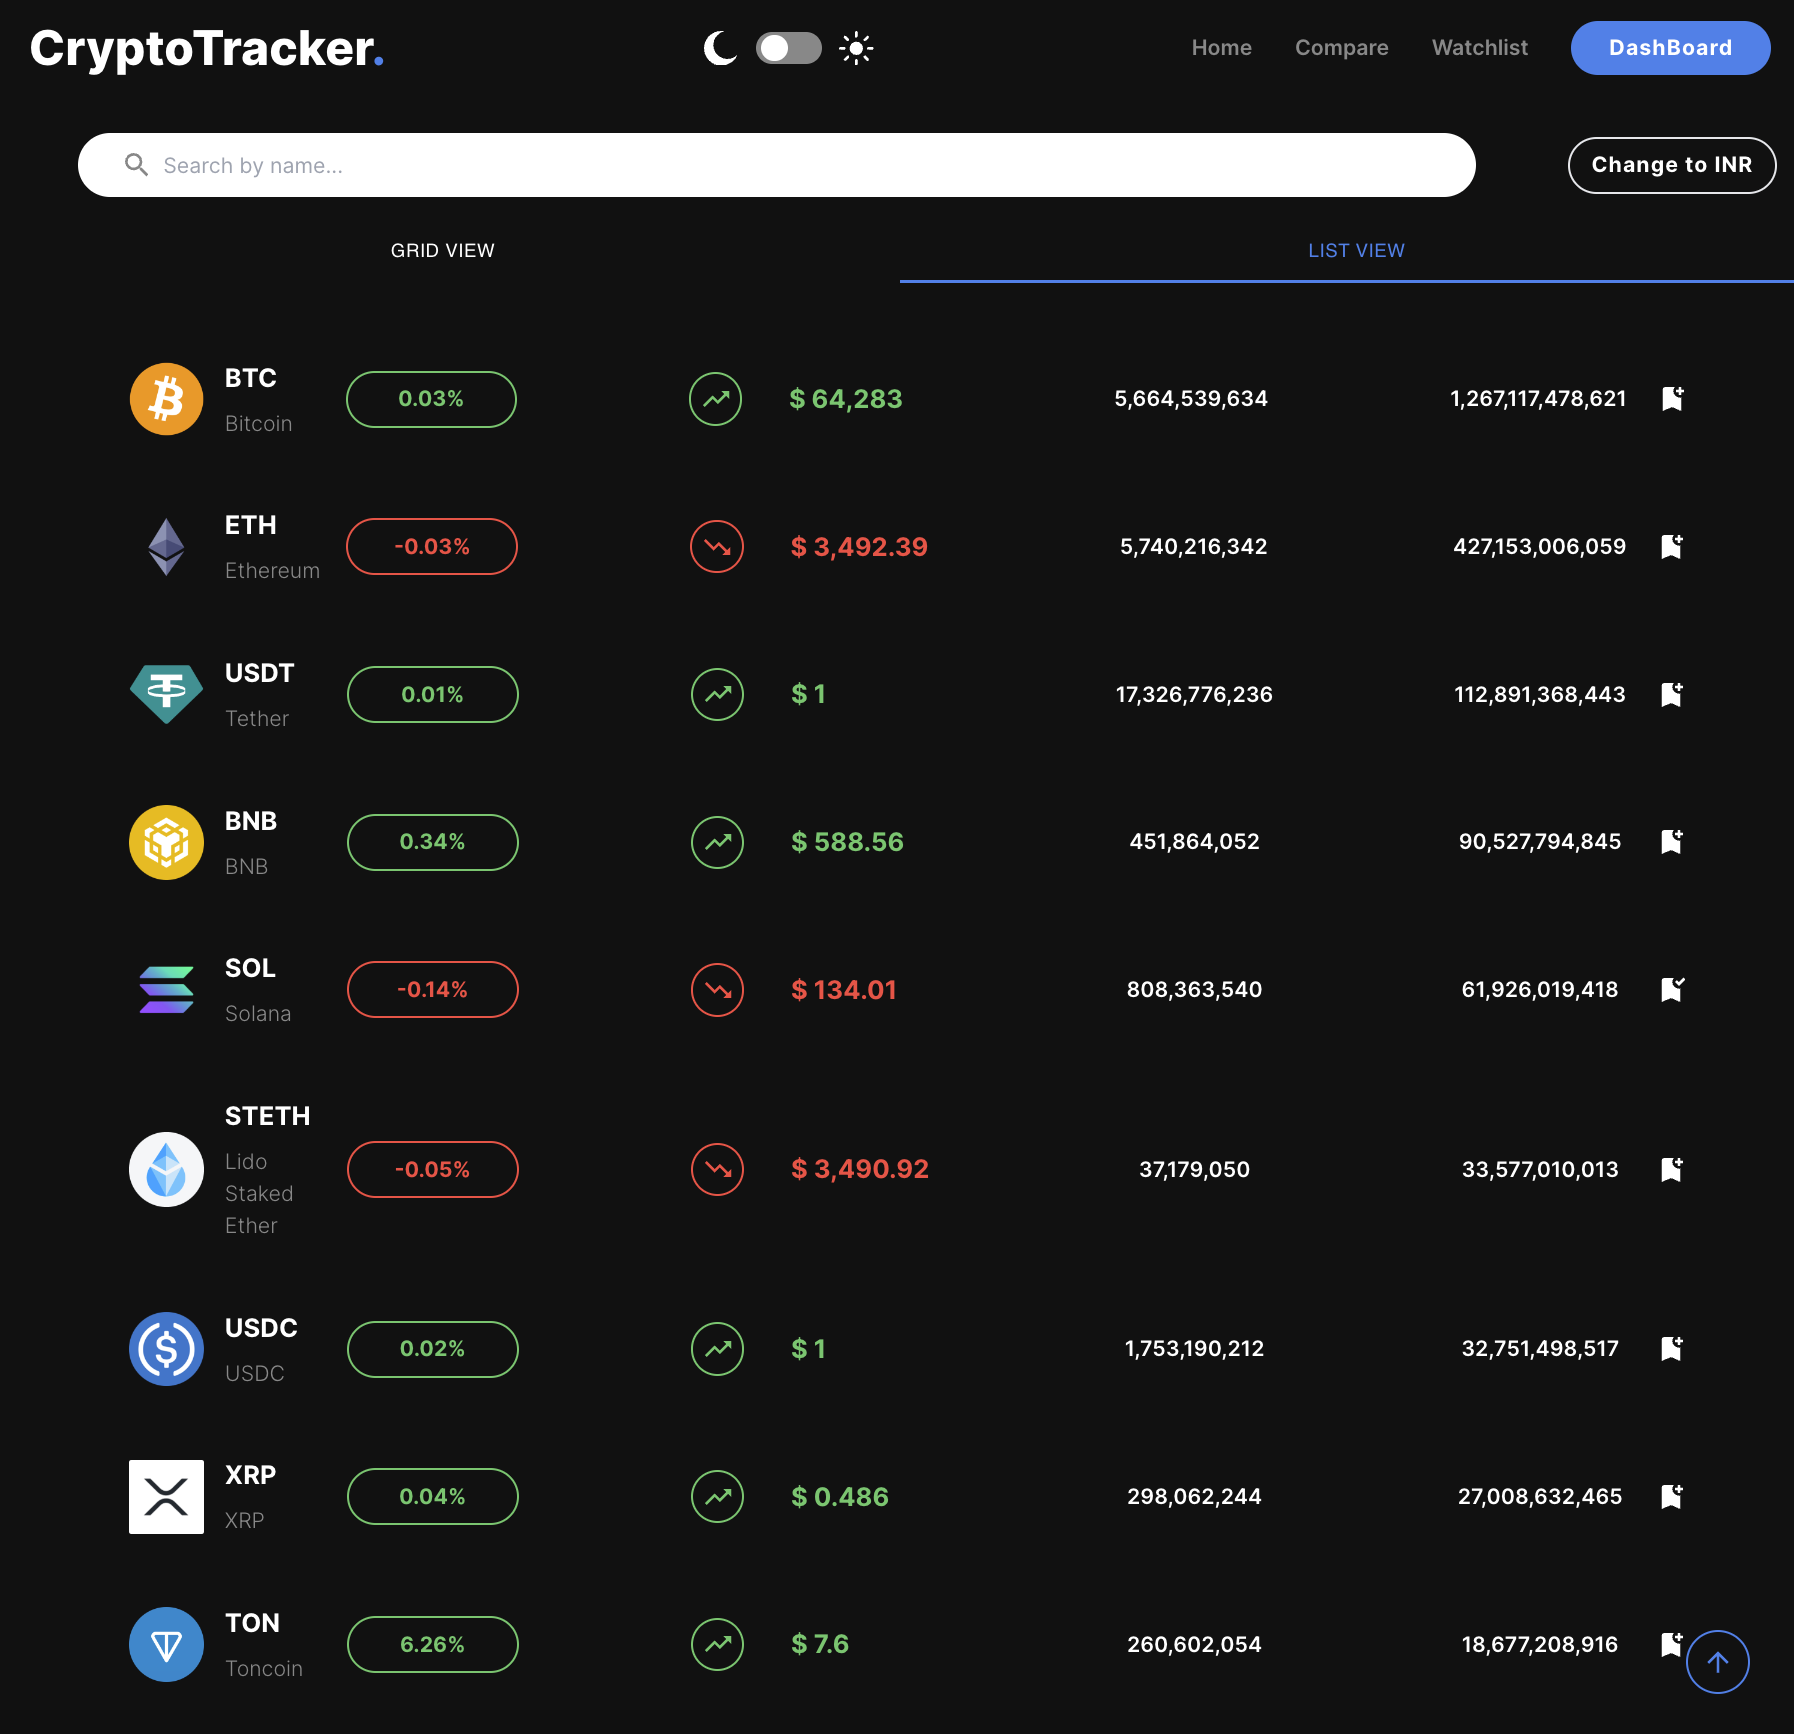 CryptoTracker.
Home Compare Watchlist DashBoard
Search by name...
Change to INR
GRID VIEW LIST VIEW
BTC
Bitcoin
0.03% $ 64,283 5,664,539,634 1,267,117,478,621
ETH
Ethereum
-0.03% $ 3,492.39 5,740,216,342 427,153,006,059
USDT
Tether
0.01% $ 1 17,326,776,236 112,891,368,443
BNB
BNB
0.34% $ 588.56 451,864,052 90,527,794,845
SOL
Solana
-0.14% $ 134.01 808,363,540 61,926,019,418
STETH
Lido
Staked
Ether
-0.05% $ 3,490.92 37,179,050 33,577,010,013
USDC
USDC
0.02% $ 1 1,753,190,212 32,751,498,517
XRP
XRP
0.04% $ 0.486 298,062,244 27,008,632,465
TON
Toncoin
6.26% $ 7.6 260,602,054 18,677,208,916